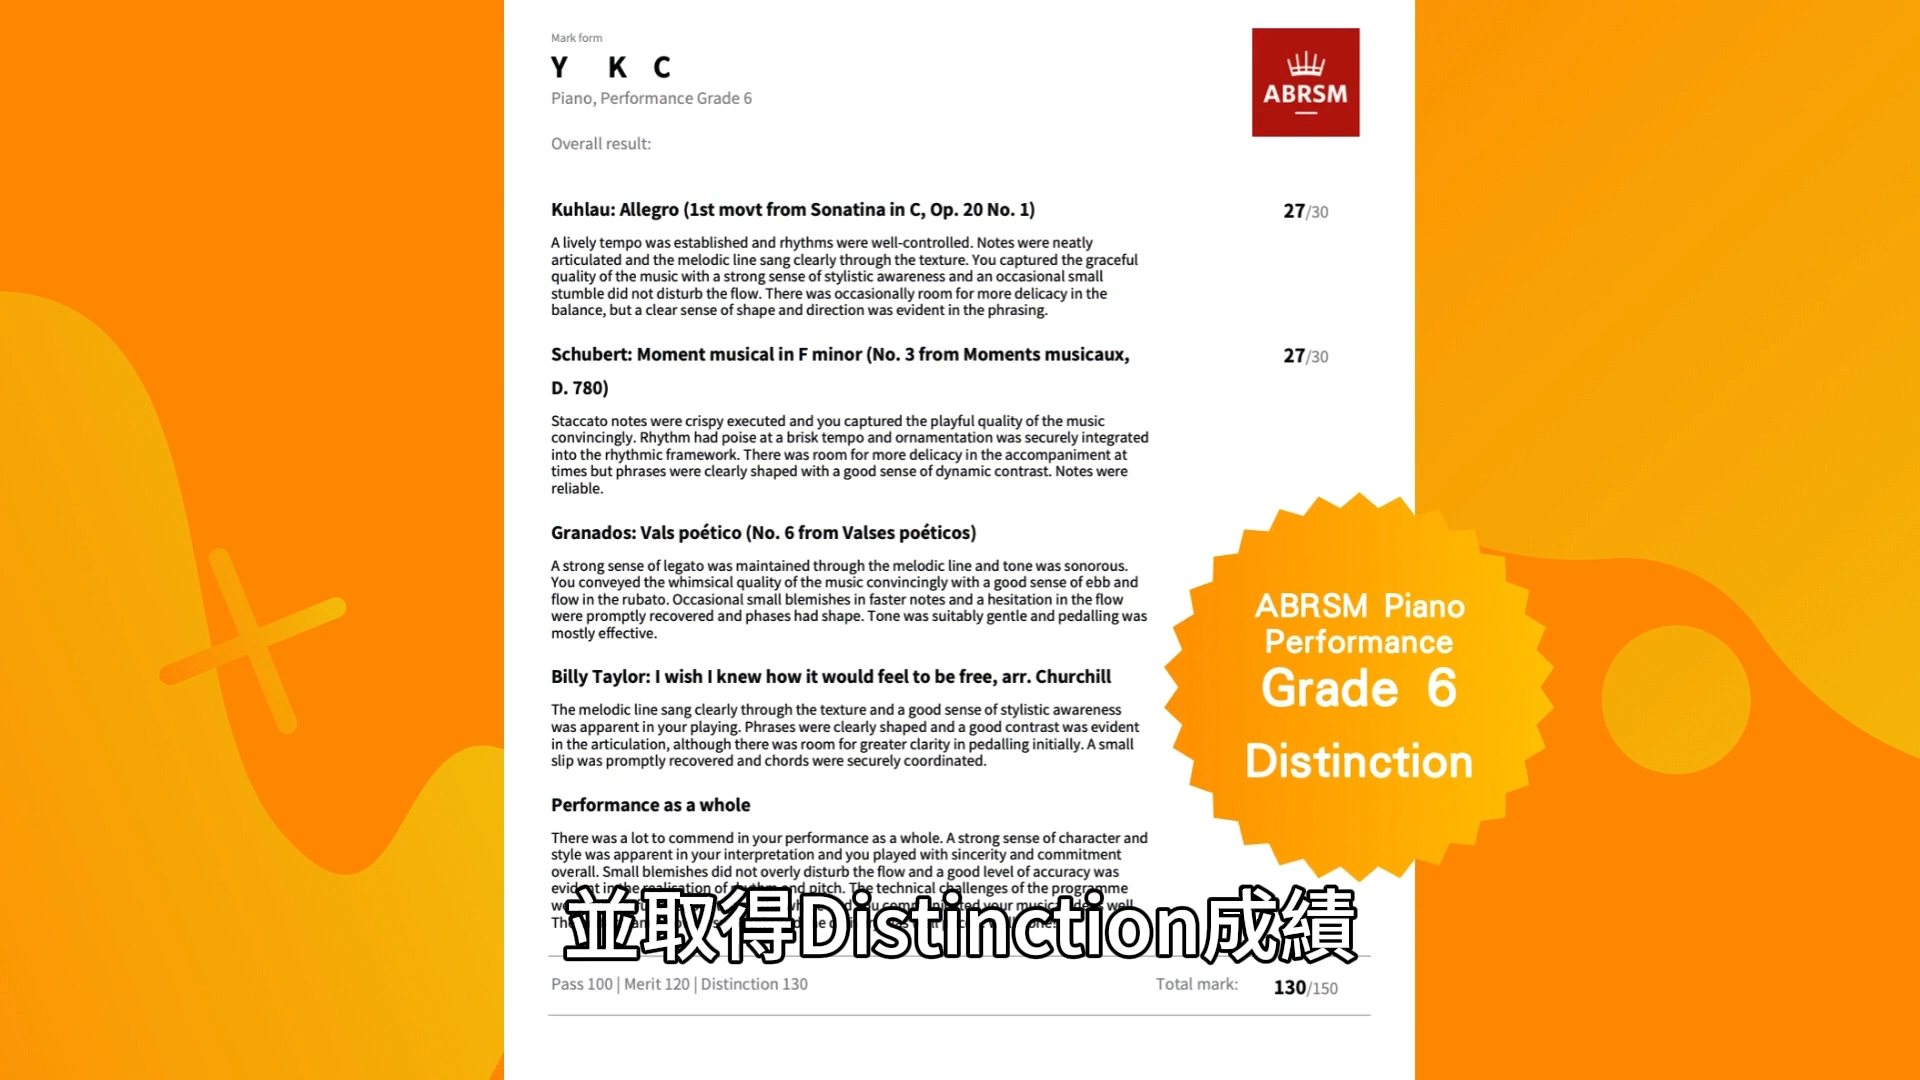 Mark form
Y K C
Piano, Performance Grade 6
ABRSM
Overall result:
Kuhlau: Allegro (1st movt from Sonatina in C, Op. 20 No. 1)
27/30
A lively tempo was established and rhythms were well-controlled. Notes were neatly
articulated and the melodic line sang clearly through the texture. You captured the graceful
quality of the music with a strong sense of stylistic awareness and an occasional small
stumble did not disturb the flow. There was occasionally room for more delicacy in the
balance, but a clear sense of shape and direction was evident in the phrasing.
Schubert: Moment musical in F minor (No. 3 from Moments musicaux,
D. 780)
27/30
Staccato notes were crispy executed and you captured the playful quality of the music
convincingly. Rhythm had poise at a brisk tempo and ornamentation was securely integrated
into the rhythmic framework. There was room for more delicacy in the accompaniment at
times but phrases were clearly shaped with a good sense of dynamic contrast. Notes were
reliable.
Granados: Vals poético (No. 6 from Valses poéticos)
A strong sense of legato was maintained through the melodic line and tone was sonorous.
You conveyed the whimsical quality of the music convincingly with a good sense of ebb and
flow in the rubato. Occasional small blemishes in faster notes and a hesitation in the flow
were promptly recovered and phases had shape. Tone was suitably gentle and pedalling was
mostly effective.
Billy Taylor: I wish I knew how it would feel to be free, arr. Churchill
The melodic line sang clearly through the texture and a good sense of stylistic awareness
was apparent in your playing. Phrases were clearly shaped and a good contrast was evident
in the articulation, although there was room for greater clarity in pedalling initially. A small
slip was promptly recovered and chords were securely coordinated.
Performance as a whole
There was a lot to commend in your performance as a whole. A strong sense of character and
style was apparent in your interpretation and you played with sincerity and commitment
overall. Small blemishes did not overly disturb the flow and a good level of accuracy was
evident in the realisation of rhythm and pitch. The technical challenges of the programme
ABRSM Piano
Performance
Grade 6
Distinction
並取得Distinction成績
Pass 100 | Merit 120 | Distinction 130
Total mark:
130/150